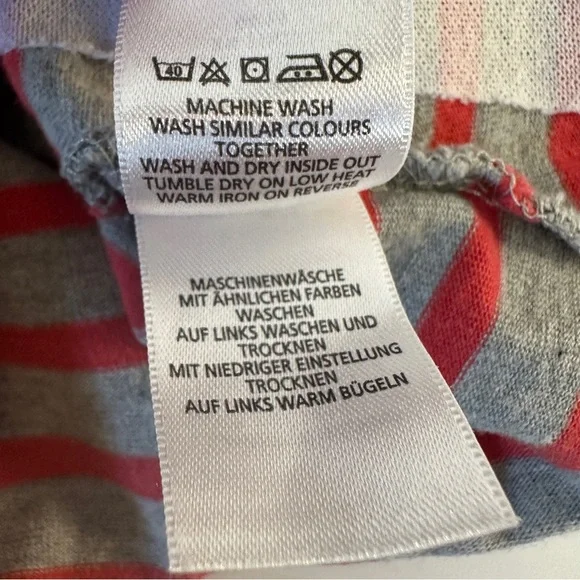 40
MACHINE WASH
WASH SIMILAR COLOURS
TOGETHER
WASH AND DRY INSIDE OUT
TUMBLE DRY ON LOW HEAT
WARM IRON ON REVERSE
MASCHINENWÄSCHE
MIT ÄHNLICHEN FARBEN
WASCHEN
AUF LINKS WASCHEN UND
TROCKNEN
MIT NIEDRIGER EINSTELLUNG
TROCKNEN
AUF LINKS WARM BÜGELN